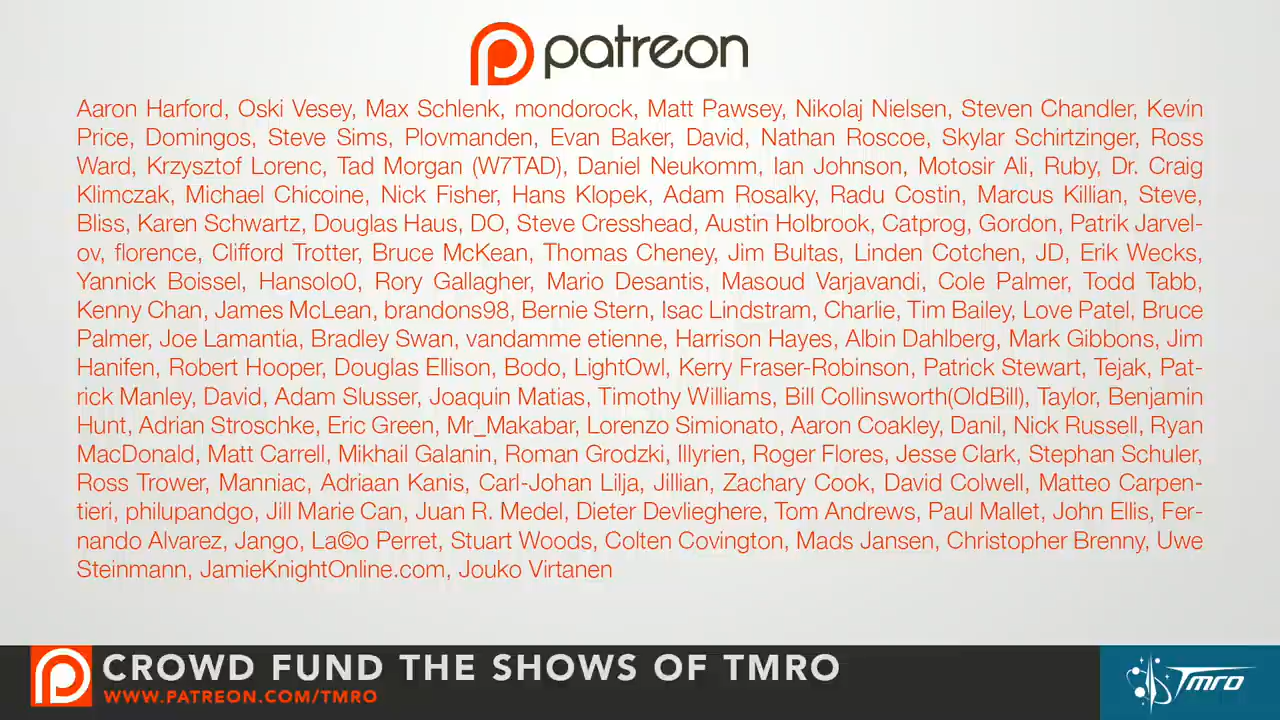 patreon
Aaron Harford, Oski Vesey, Max Schlenk, mondorock, Matt Pawsey, Nikolaj Nielsen, Steven Chandler, Kevin
Price, Domingos, Steve Sims, Plovmanden, Evan Baker, David, Nathan Roscoe, Skylar Schirtzinger, Ross
Ward, Krzysztof Lorenc, Tad Morgan (W7TAD), Daniel Neukomm, Ian Johnson, Motosir Ali, Ruby, Dr. Craig
Klimczak, Michael Chicoine, Nick Fisher, Hans Klopek, Adam Rosalky, Radu Costin, Marcus Killian, Steve,
Bliss, Karen Schwartz, Douglas Haus, DO, Steve Cresshead, Austin Holbrook, Catprog, Gordon, Patrik Jarvel-
ov, florence, Clifford Trotter, Bruce McKean, Thomas Cheney, Jim Bultas, Linden Cotchen, JD, Erik Wecks,
Yannick Boissel, Hansolo0, Rory Gallagher, Mario Desantis, Masoud Varjavandi, Cole Palmer, Todd Tabb,
Kenny Chan, James McLean, brandons98, Bernie Stern, Isac Lindstram, Charlie, Tim Bailey, Love Patel, Bruce
Palmer, Joe Lamantia, Bradley Swan, vandamme etienne, Harrison Hayes, Albin Dahlberg, Mark Gibbons, Jim
Hanifen, Robert Hooper, Douglas Ellison, Bodo, LightOwl, Kerry Fraser-Robinson, Patrick Stewart, Tejak, Pat-
rick Manley, David, Adam Slusser, Joaquin Matias, Timothy Williams, Bill Collinsworth(OldBill), Taylor, Benjamin
Hunt, Adrian Stroschke, Eric Green, Mr_Makabar, Lorenzo Simionato, Aaron Coakley, Danil, Nick Russell, Ryan
MacDonald, Matt Carrell, Mikhail Galanin, Roman Grodzki, Illyrien, Roger Flores, Jesse Clark, Stephan Schuler,
Ross Trower, Manniac, Adriaan Kanis, Carl-Johan Lilja, Jillian, Zachary Cook, David Colwell, Matteo Carpen-
tieri, philupandgo, Jill Marie Can, Juan R. Medel, Dieter Devlieghere, Tom Andrews, Paul Mallet, John Ellis, Fer-
nando Alvarez, Jango, La©o Perret, Stuart Woods, Colten Covington, Mads Jansen, Christopher Brenny, Uwe
Steinmann, JamieKnightOnline.com, Jouko Virtanen
CROWD FUND THE SHOWS OF TMRO
WWW.PATREON.COM/TMRO
Tmro